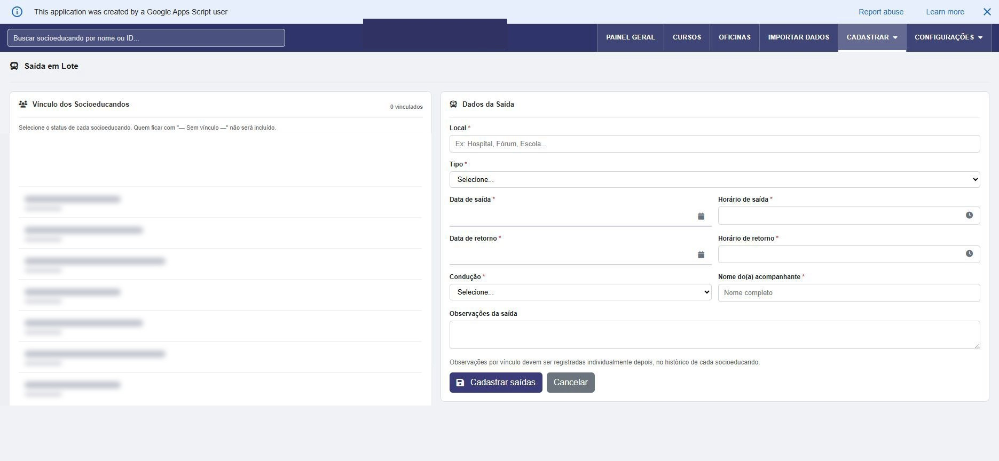 This application was created by a Google Apps Script user
Report abuse
Learn more
Buscar socioeducando por nome ou ID...
PAINEL GERAL
CURSOS
OFICINAS
IMPORTAR DADOS
CADASTRAR
CONFIGURAÇÕES
Saída em Lote
Vínculo dos Socioeducandos
0 vinculados
Selecione o status de cada socioeducando. Quem ficar com "— Sem vínculo —" não será incluído.
Dados da Saída
Local *
Ex: Hospital, Fórum, Escola...
Tipo *
Selecione...
Data de saída *
Horário de saída *
Data de retorno *
Horário de retorno *
Condução *
Nome do(a) acompanhante *
Selecione...
Nome completo
Observações da saída
Observações por vínculo devem ser registradas individualmente depois, no histórico de cada socioeducando.
Cadastrar saídas
Cancelar